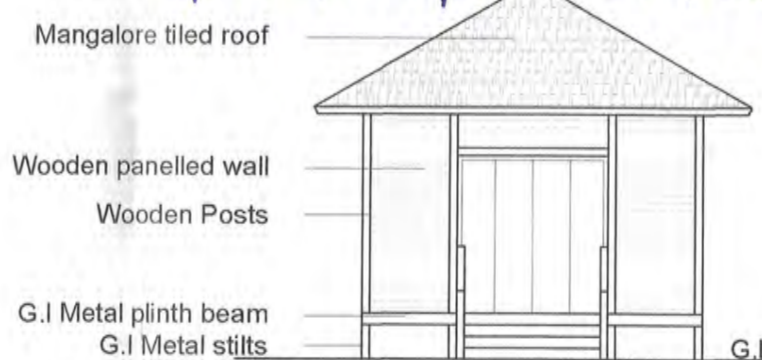 Mangalore tiled roof
Wooden panelled wall
Wooden Posts
G.I Metal plinth beam
G.I Metal stilts
G.I